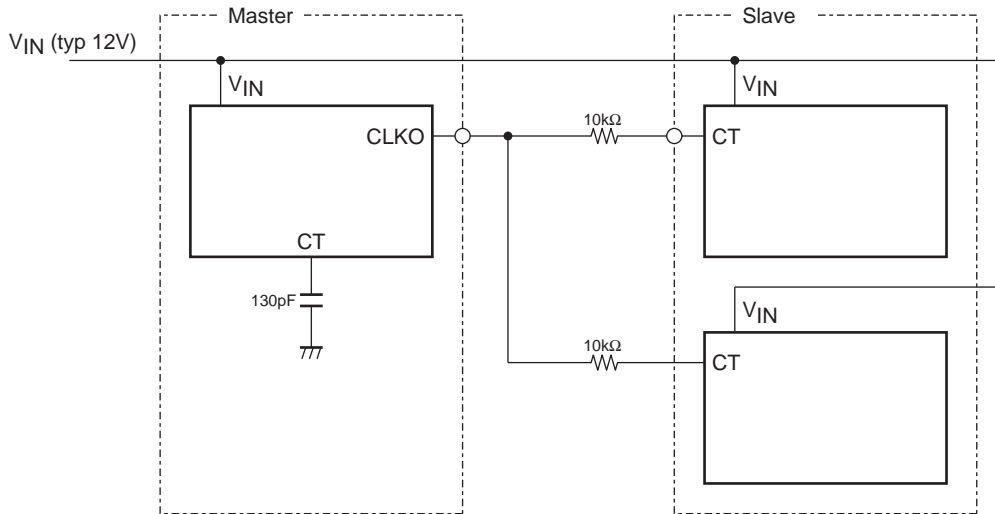 Master
Slave
VIN (typ 12V)
VIN
VIN
CLKO
10kΩ
CT
CT
130pF
VIN
10kΩ
CT